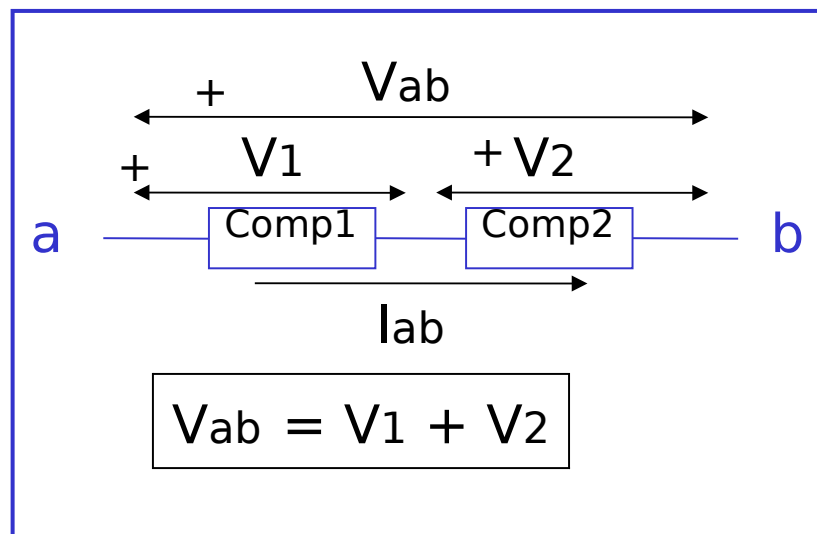 + Vab
+ V1 + V2
a Comp1 Comp2 b
Iab
Vab = V1 + V2